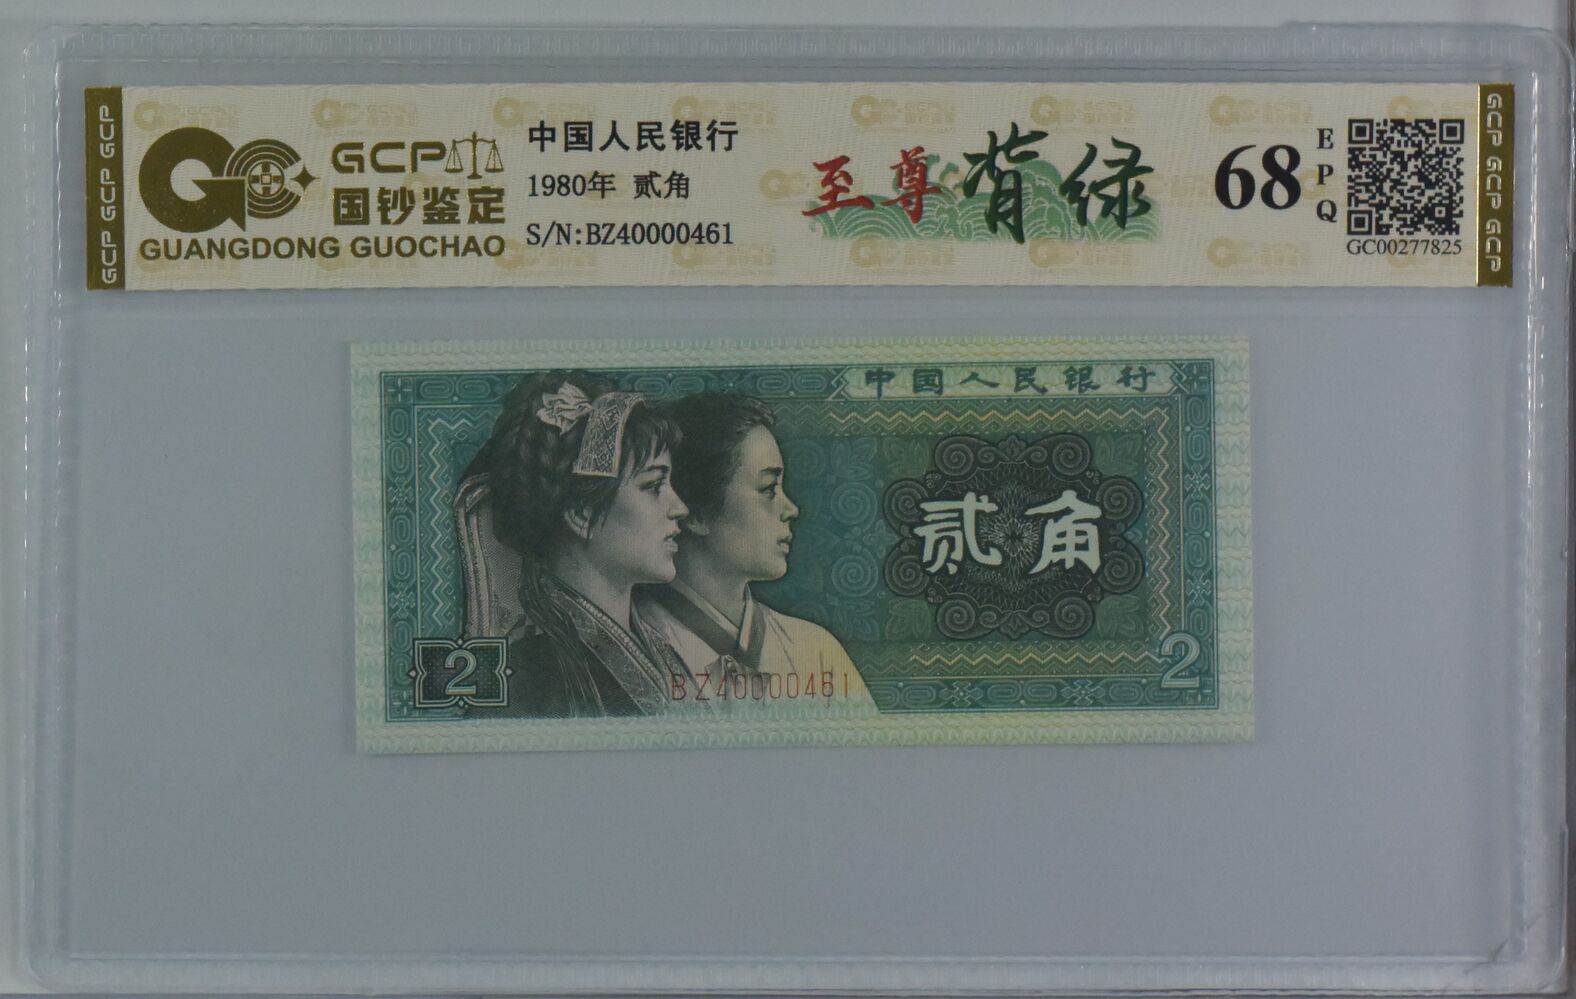 GCP
国钞鉴定
GUANGDONG GUOCHAO
中国人民银行
1980年 贰角
S/N:BZ40000461
至尊背绿
68
EPQ
GC00277825
GCP GCP GCP
GCP GCP GCP
中国人民银行
贰角
2
2
BZ40000461